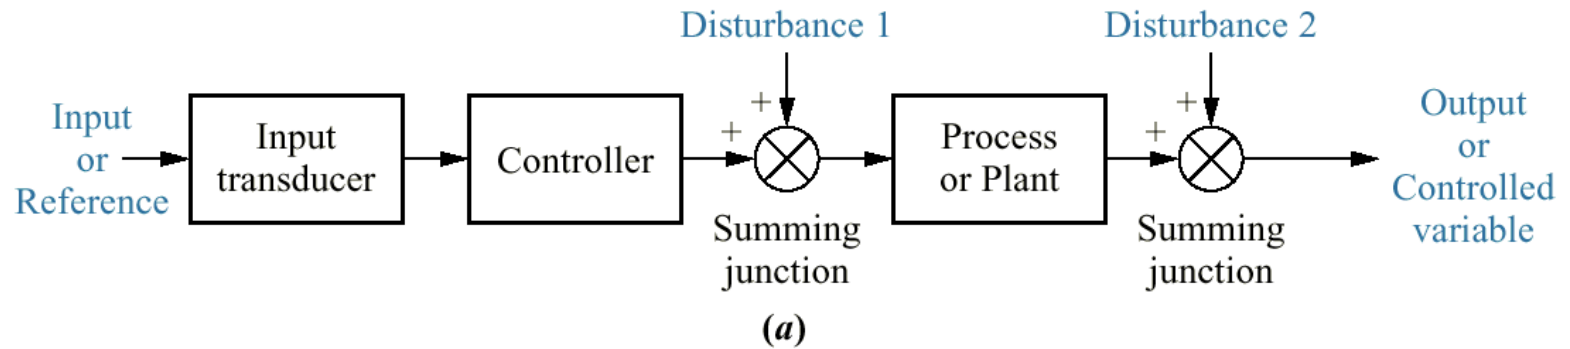 Disturbance 1
Disturbance 2
Input
or
Reference
Input
transducer
Controller
+
+
Process
or Plant
+
+
Output
or
Controlled
variable
Summing
junction
Summing
junction
(a)